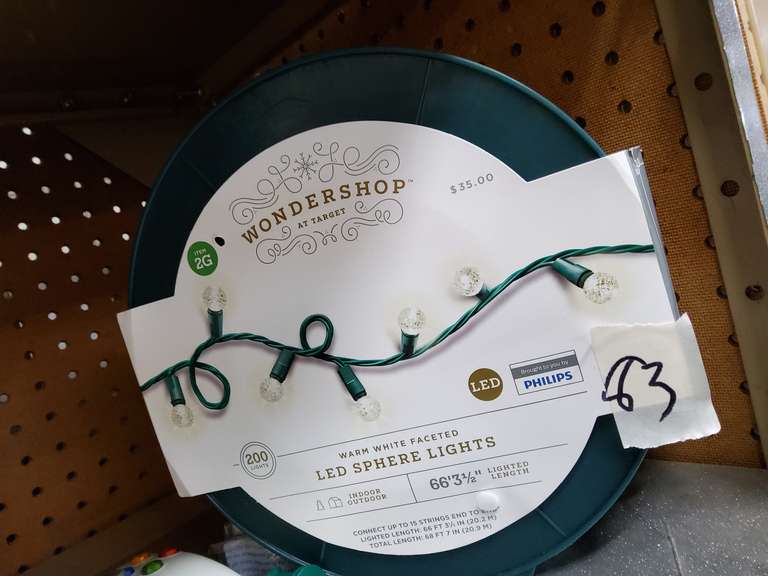 WONDERSHOP™
AT TARGET
$35.00
ITEM
2G
LED
Brought to you by
PHILIPS
200
LIGHTS
WARM WHITE FACETED
LED SPHERE LIGHTS
INDOOR
OUTDOOR
66'3½" LIGHTED
LENGTH
CONNECT UP TO 15 STRINGS END TO
LIGHTED LENGTH: 66 FT 3½ IN (20.2 M)
TOTAL LENGTH: 68 FT 7 IN (20.9 M)